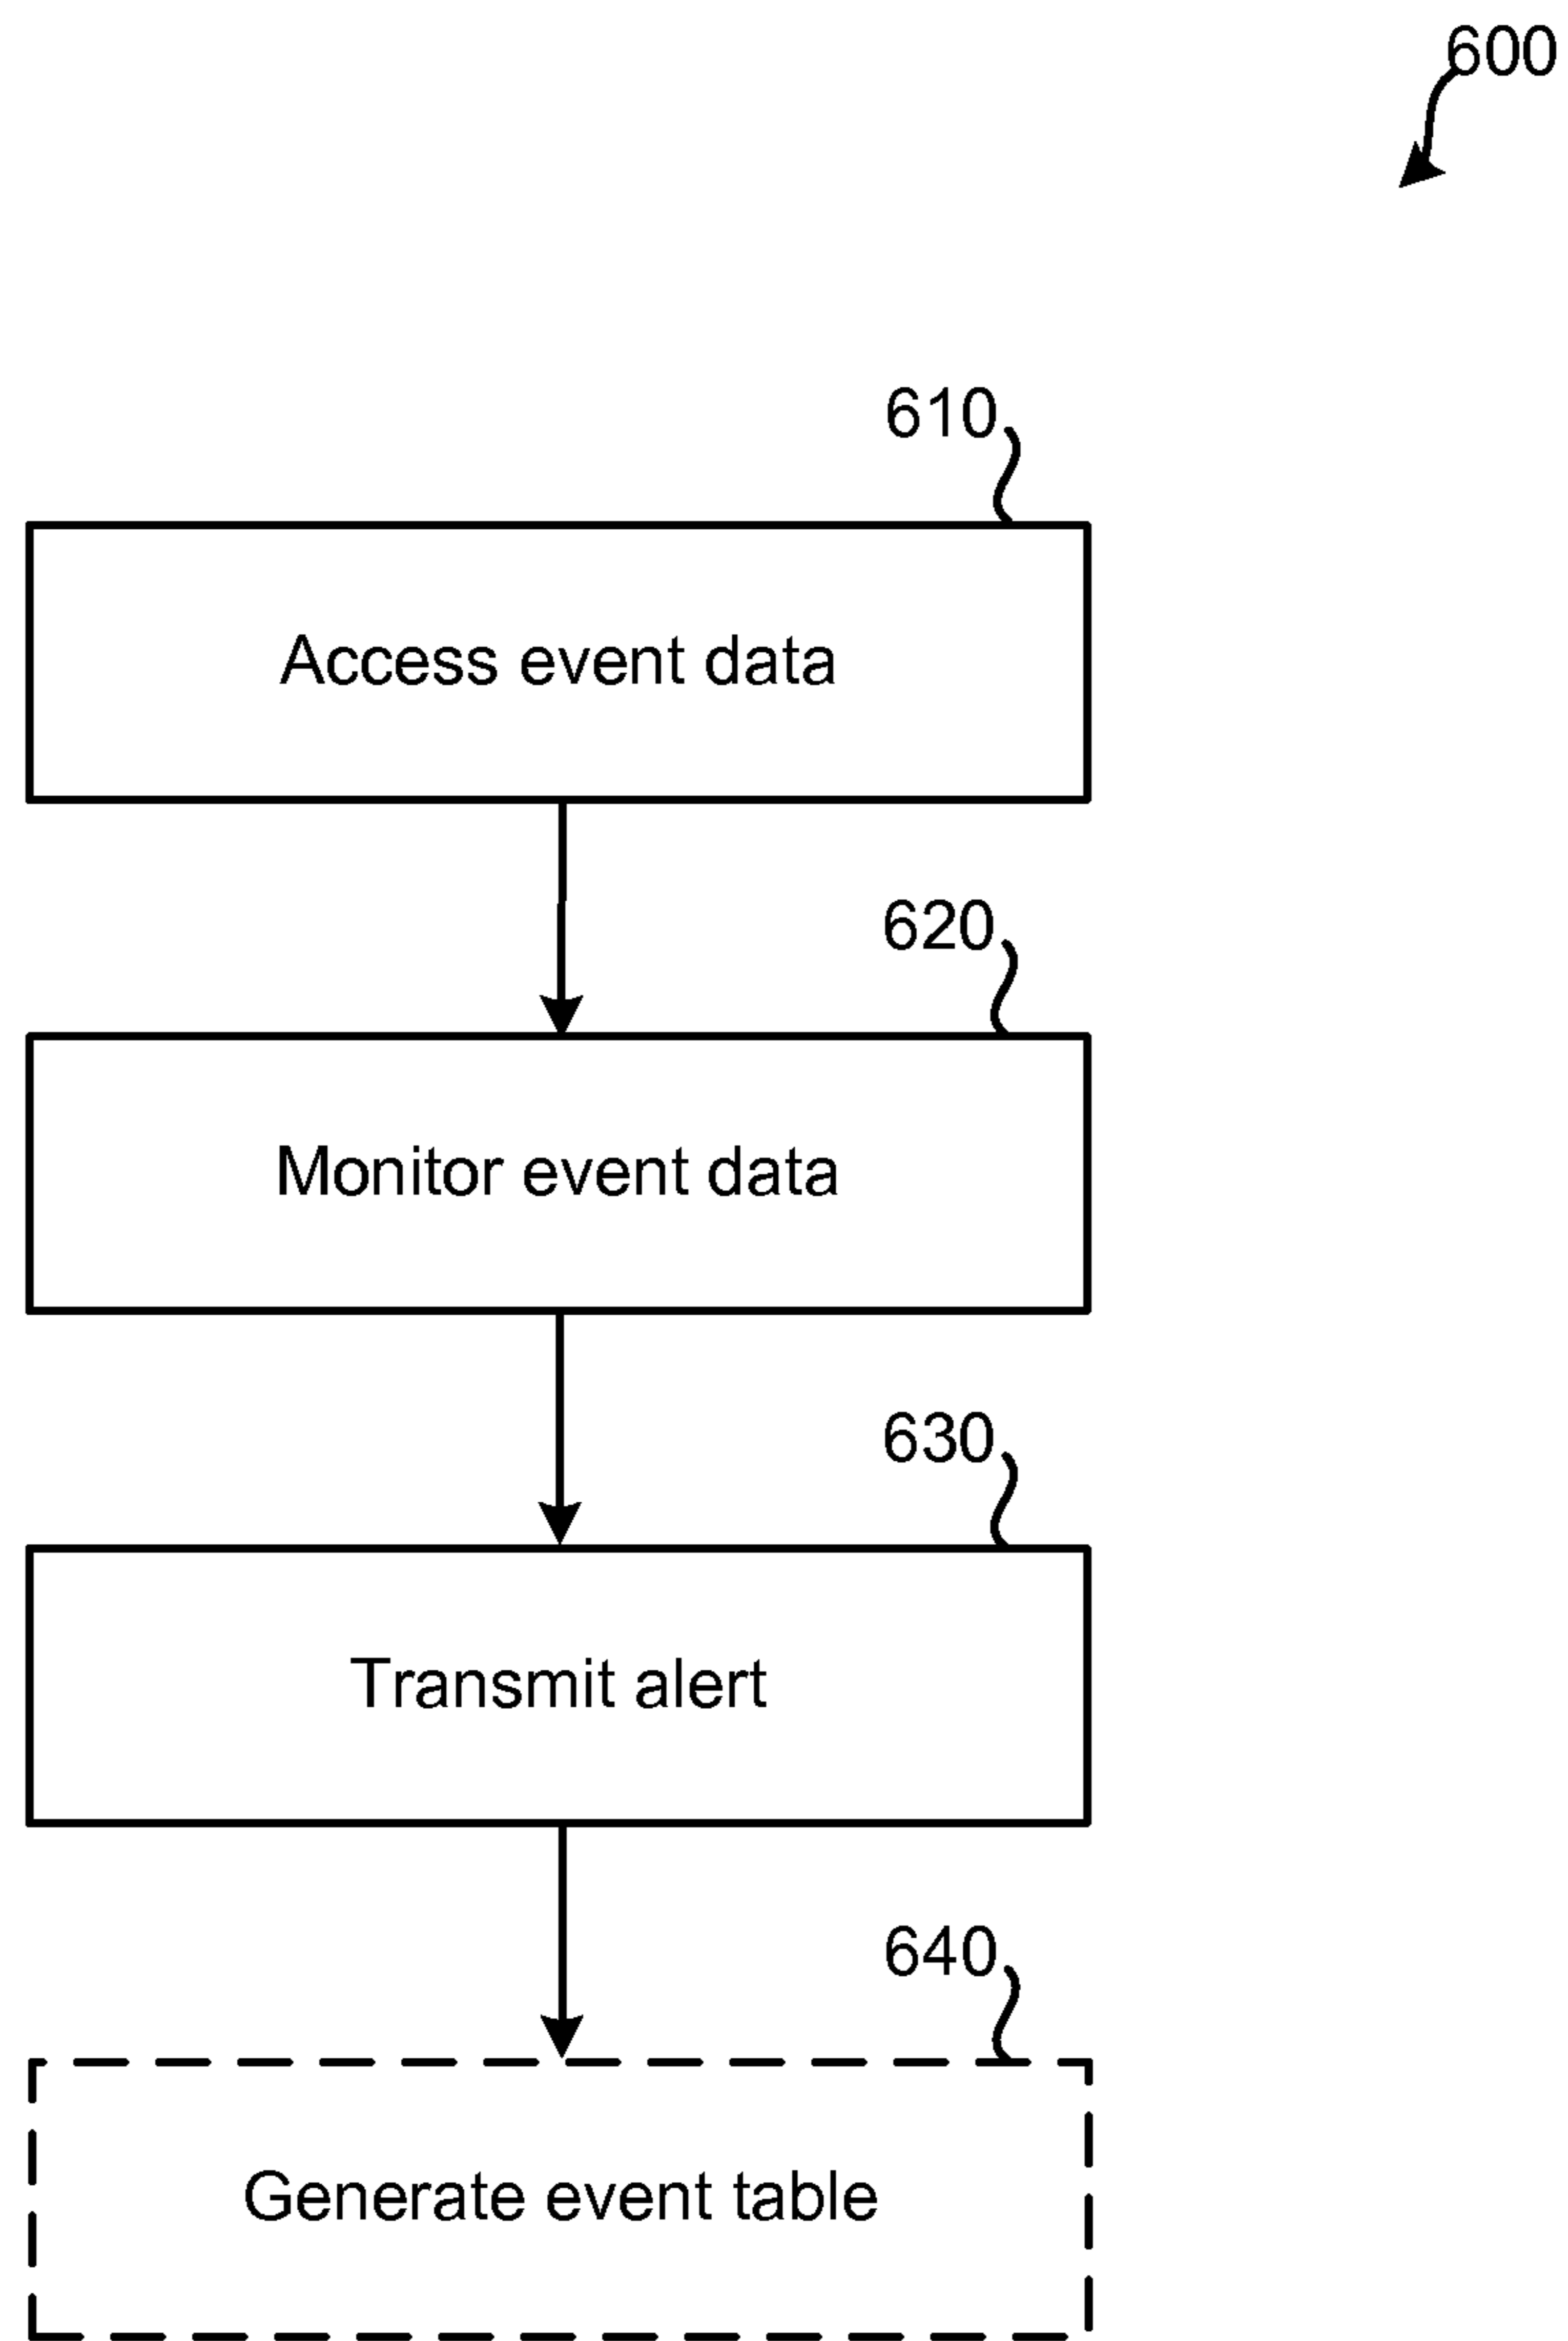 600
610
Access event data
620
Monitor event data
630
Transmit alert
640
Generate event table